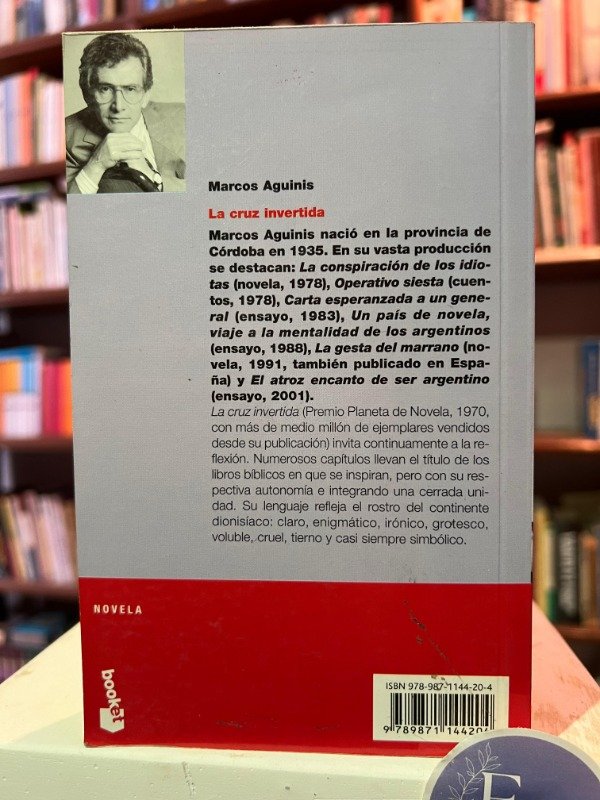 Marcos Aguinis
La cruz invertida
Marcos Aguinis nació en la provincia de
Córdoba en 1935. En su vasta producción
se destacan: La conspiración de los idio-
tas (novela, 1978), Operativo siesta (cuen-
tos, 1978), Carta esperanzada a un gene-
ral (ensayo, 1983), Un país de novela,
viaje a la mentalidad de los argentinos
(ensayo, 1988), La gesta del marrano (no-
vela, 1991, también publicado en Espa-
ña) y El atroz encanto de ser argentino
(ensayo, 2001).
La cruz invertida (Premio Planeta de Novela, 1970,
con más de medio millón de ejemplares vendidos
desde su publicación) invita continuamente a la re-
flexión. Numerosos capítulos llevan el título de los
libros bíblicos en que se inspiran, pero con su res-
pectiva autonomía e integrando una cerrada uni-
dad. Su lenguaje refleja el rostro del continente
dionisíaco: claro, enigmático, irónico, grotesco,
voluble, cruel, tierno y casi siempre simbólico.
NOVELA
booket
ISBN 978-987-1144-20-4
9 789871 14420
E